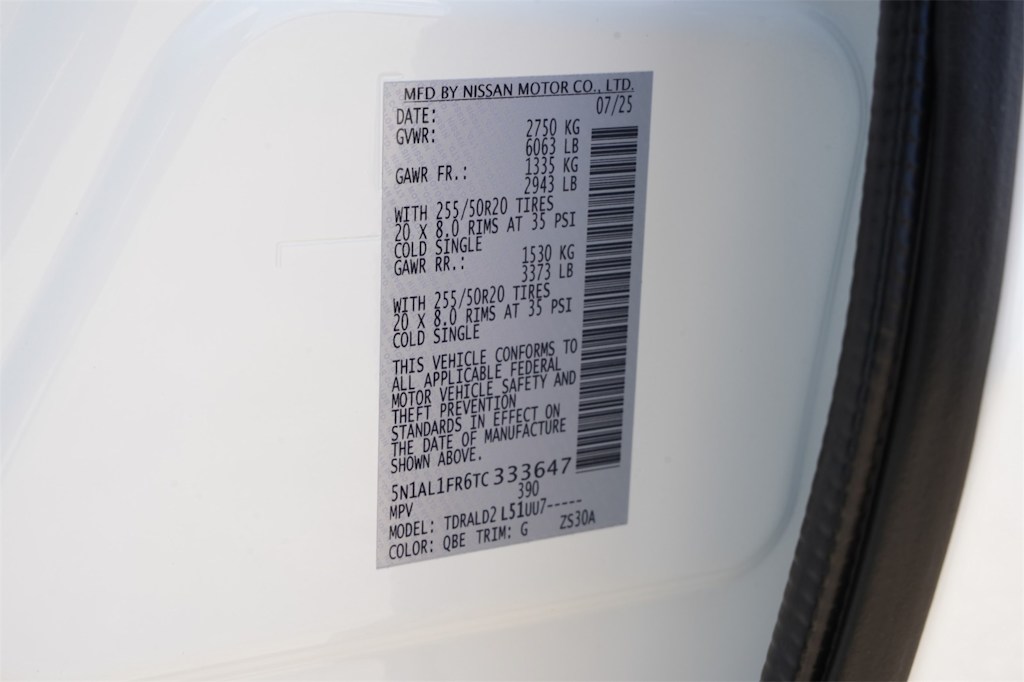 MFD BY NISSAN MOTOR CO., LTD.
DATE: 07/25
GVWR: 2750 KG
6063 LB
GAWR FR.: 1335 KG
2943 LB
WITH 255/50R20 TIRES
20 X 8.0 RIMS AT 35 PSI
COLD SINGLE
GAWR RR.: 1530 KG
3373 LB
WITH 255/50R20 TIRES
20 X 8.0 RIMS AT 35 PSI
COLD SINGLE
THIS VEHICLE CONFORMS TO
ALL APPLICABLE FEDERAL
MOTOR VEHICLE SAFETY AND
THEFT PREVENTION
STANDARDS IN EFFECT ON
THE DATE OF MANUFACTURE
SHOWN ABOVE.
5N1AL1FR6TC333647
MPV 390
MODEL: TDRALD2 L51UU7-----
COLOR: QBE TRIM: G ZS30A